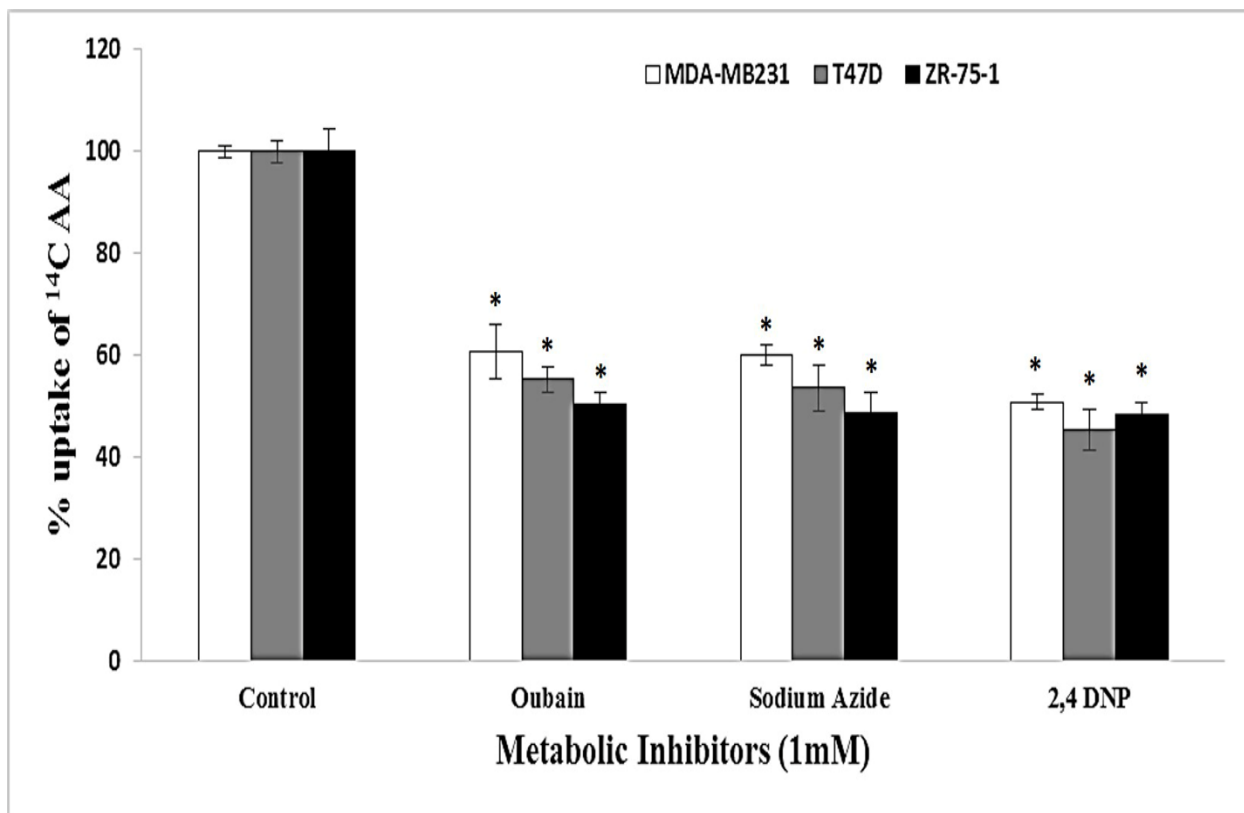 120
MDA-MB231 T47D ZR-75-1
100
80
60
40
20
0
% uptake of ¹⁴C AA
* * * * * * * * *
Control Oubain Sodium Azide 2,4 DNP
Metabolic Inhibitors (1mM)